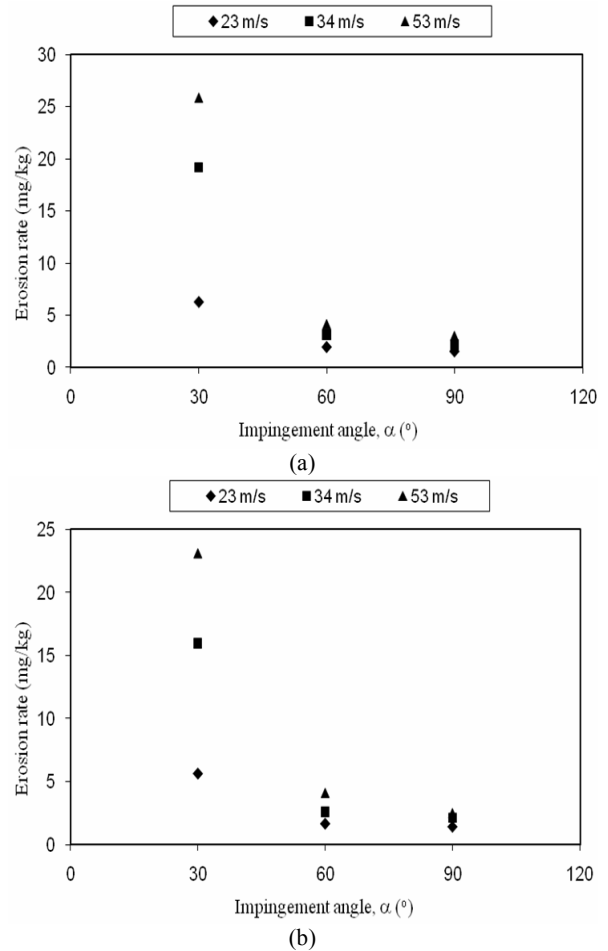 23 m/s 34 m/s 53 m/s
30
25
20
15
10
5
0
Erosion rate (mg/kg)
0 30 60 90 120
Impingement angle, α (°)
(a)
23 m/s 34 m/s 53 m/s
25
20
15
10
5
0
Erosion rate (mg/kg)
0 30 60 90 120
Impingement angle, α (°)
(b)